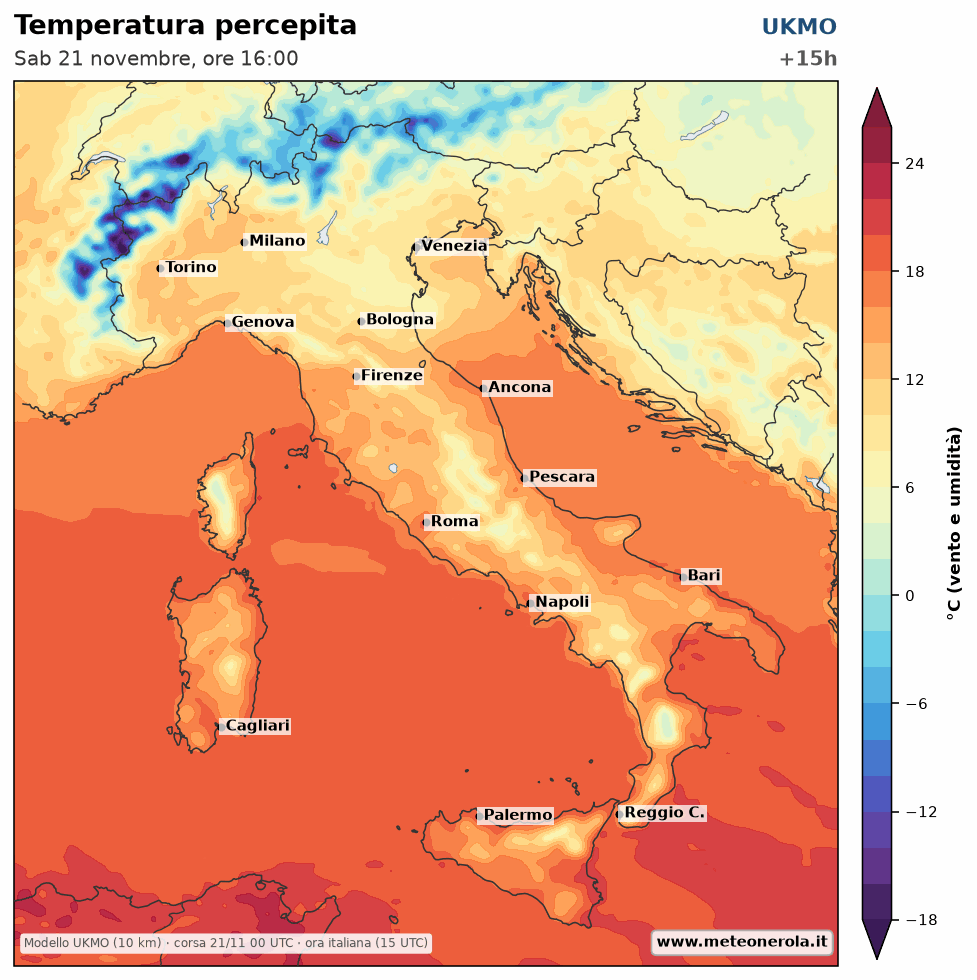 Temperatura percepita
UKMO
Sab 21 novembre, ore 16:00
+15h
Milano
Venezia
Torino
Genova
Bologna
Firenze
Ancona
Pescara
Roma
Bari
Napoli
Cagliari
Palermo
Reggio C.
24
18
12
6
0
−6
−12
−18
°C (vento e umidità)
Modello UKMO (10 km) · corsa 21/11 00 UTC · ora italiana (15 UTC)
www.meteonerola.it